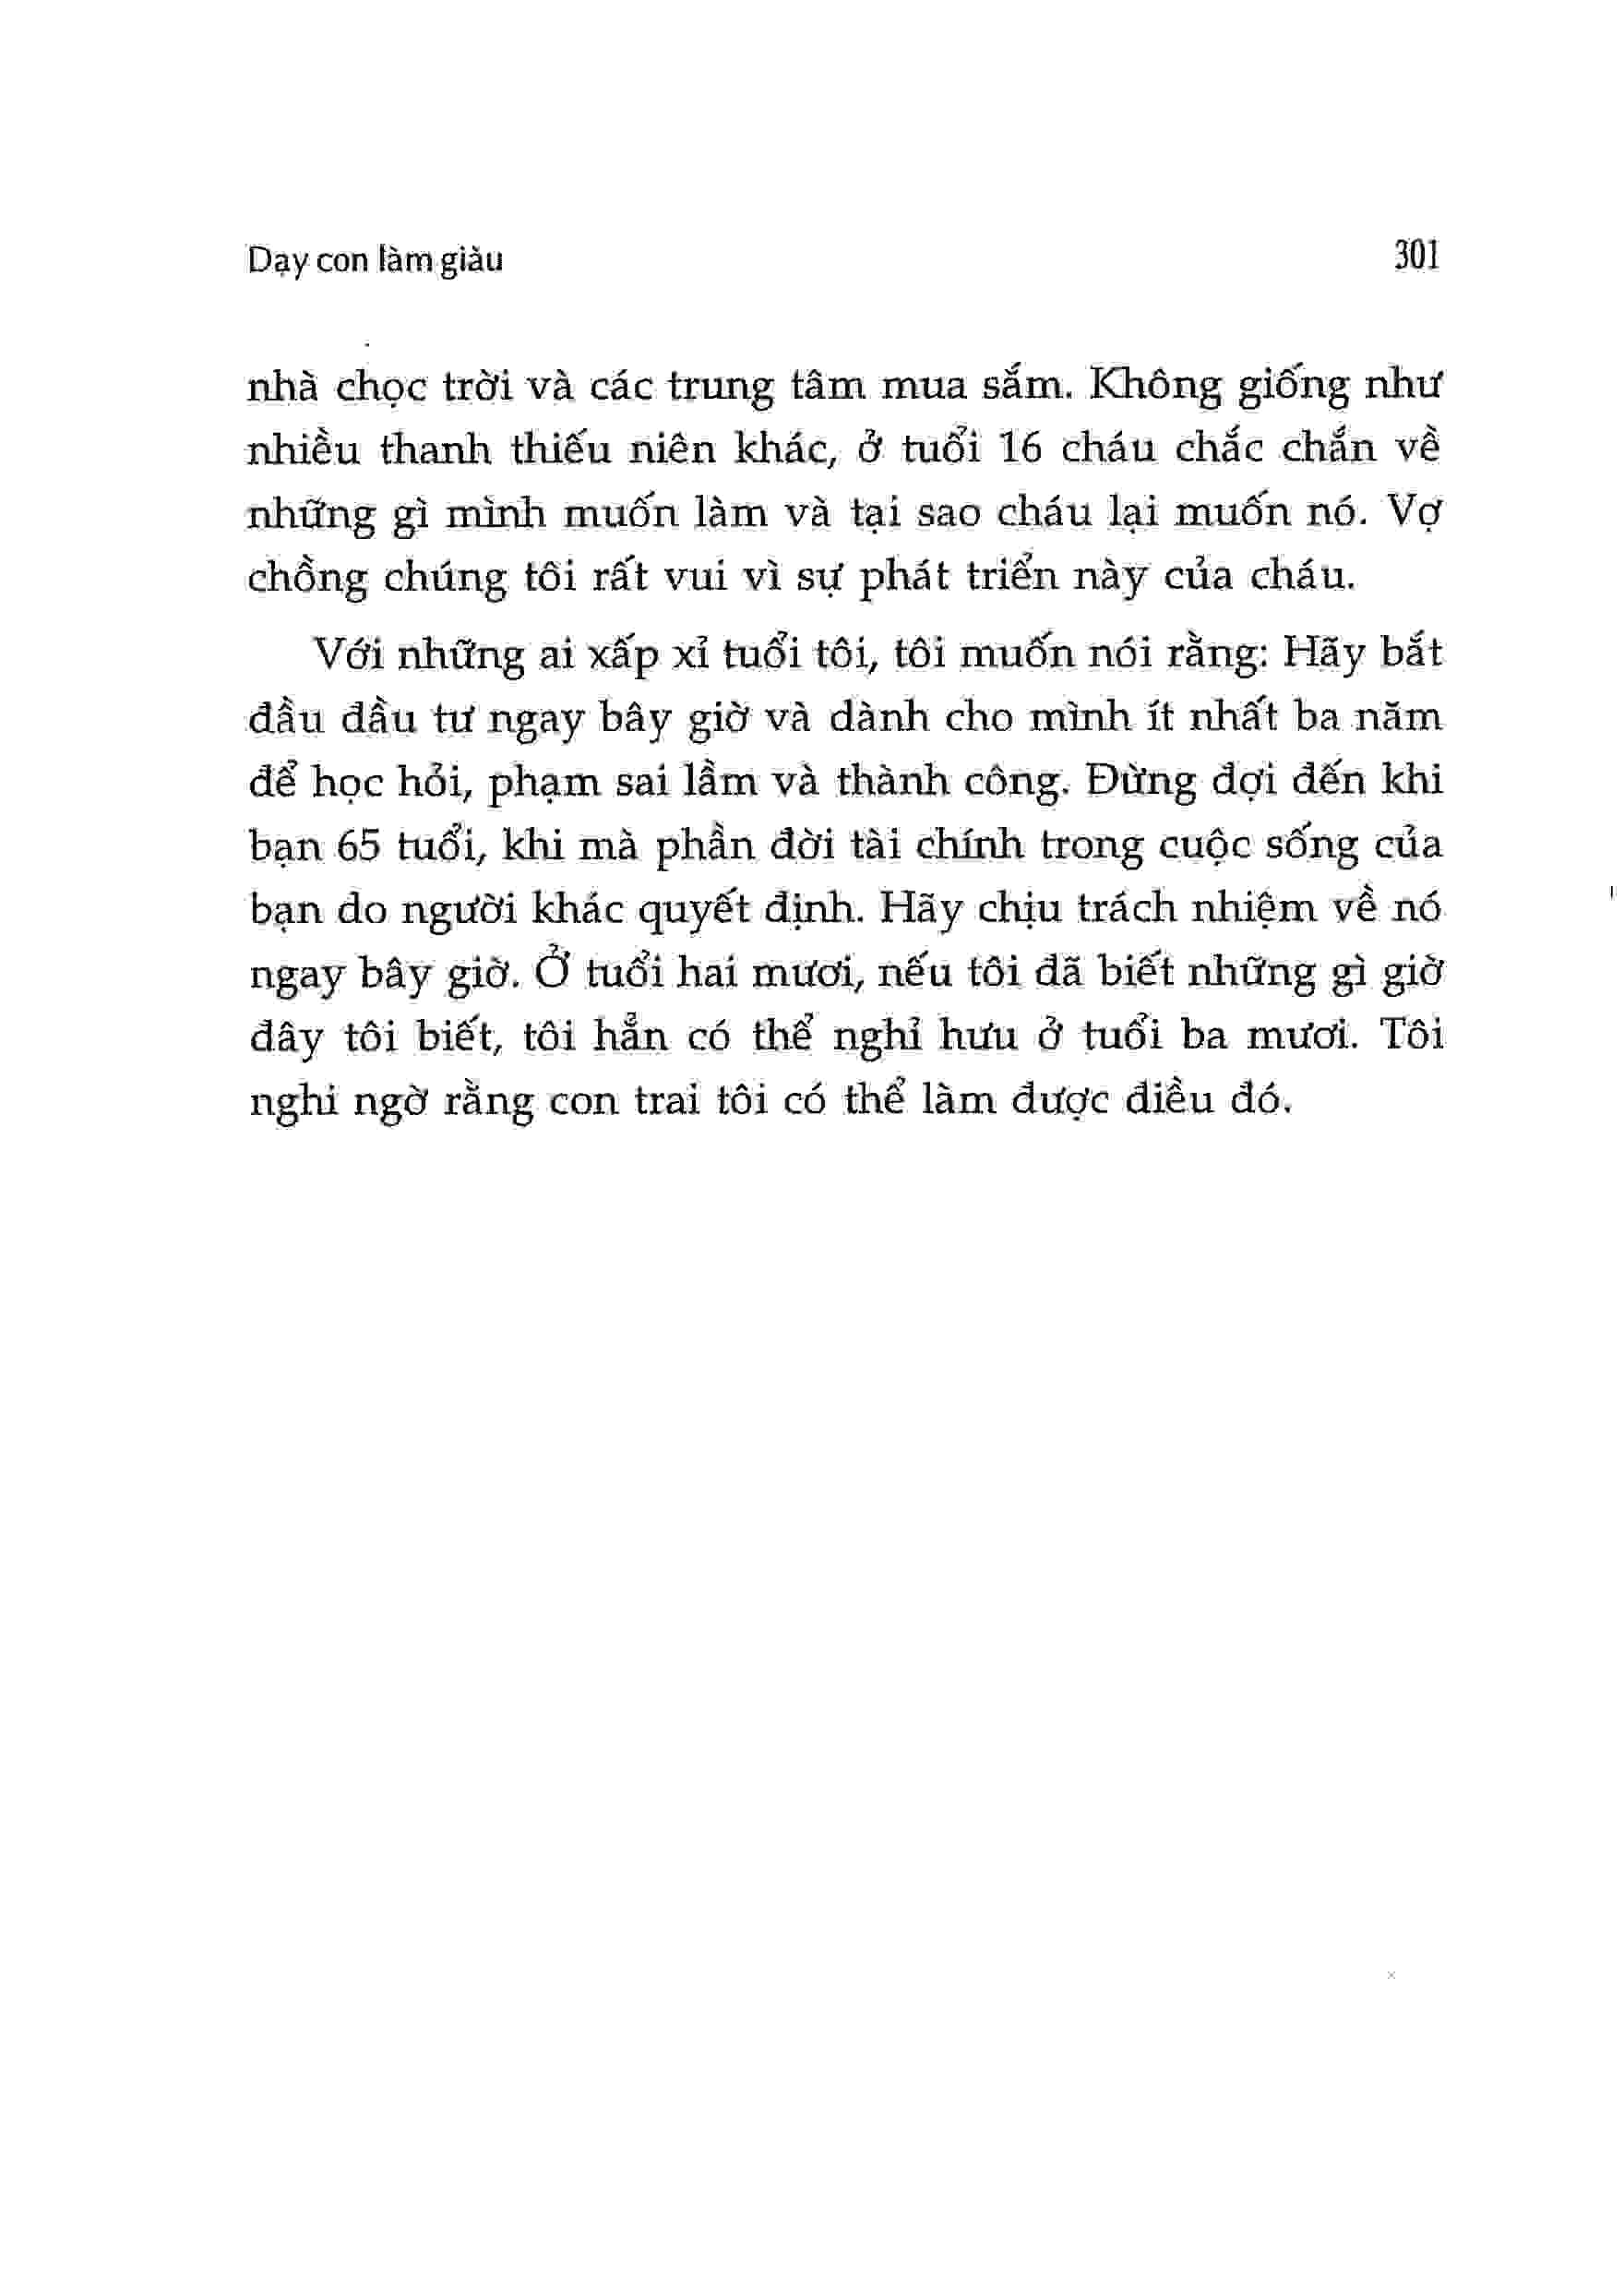 Dạy con làm giàu 301
nhà chọc trời và các trung tâm mua sắm. Không giống như
nhiều thanh thiếu niên khác, ở tuổi 16 cháu chắc chắn về
những gì mình muốn làm và tại sao cháu lại muốn nó. Vợ
chồng chúng tôi rất vui vì sự phát triển này của cháu.
Với những ai xấp xỉ tuổi tôi, tôi muốn nói rằng: Hãy bắt
đầu đầu tư ngay bây giờ và dành cho mình ít nhất ba năm
để học hỏi, phạm sai lầm và thành công. Đừng đợi đến khi
bạn 65 tuổi, khi mà phần đời tài chính trong cuộc sống của
bạn do người khác quyết định. Hãy chịu trách nhiệm về nó
ngay bây giờ. Ở tuổi hai mươi, nếu tôi đã biết những gì giờ
đây tôi biết, tôi hẳn có thể nghỉ hưu ở tuổi ba mươi. Tôi
nghi ngờ rằng con trai tôi có thể làm được điều đó.